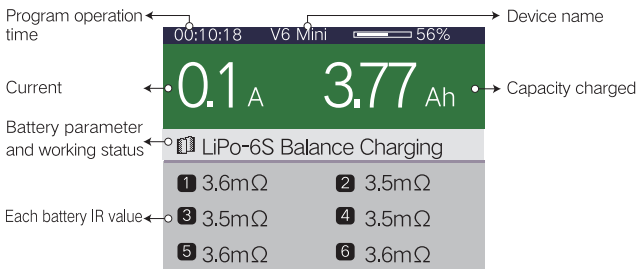 Program operation
time
Device name
00:10:18 V6 Mini 56%
Current
0.1 A 3.77 Ah
Capacity charged
Battery parameter
and working status
LiPo-6S Balance Charging
1 3.6mΩ 2 3.5mΩ
Each battery IR value
3 3.5mΩ 4 3.5mΩ
5 3.6mΩ 6 3.6mΩ